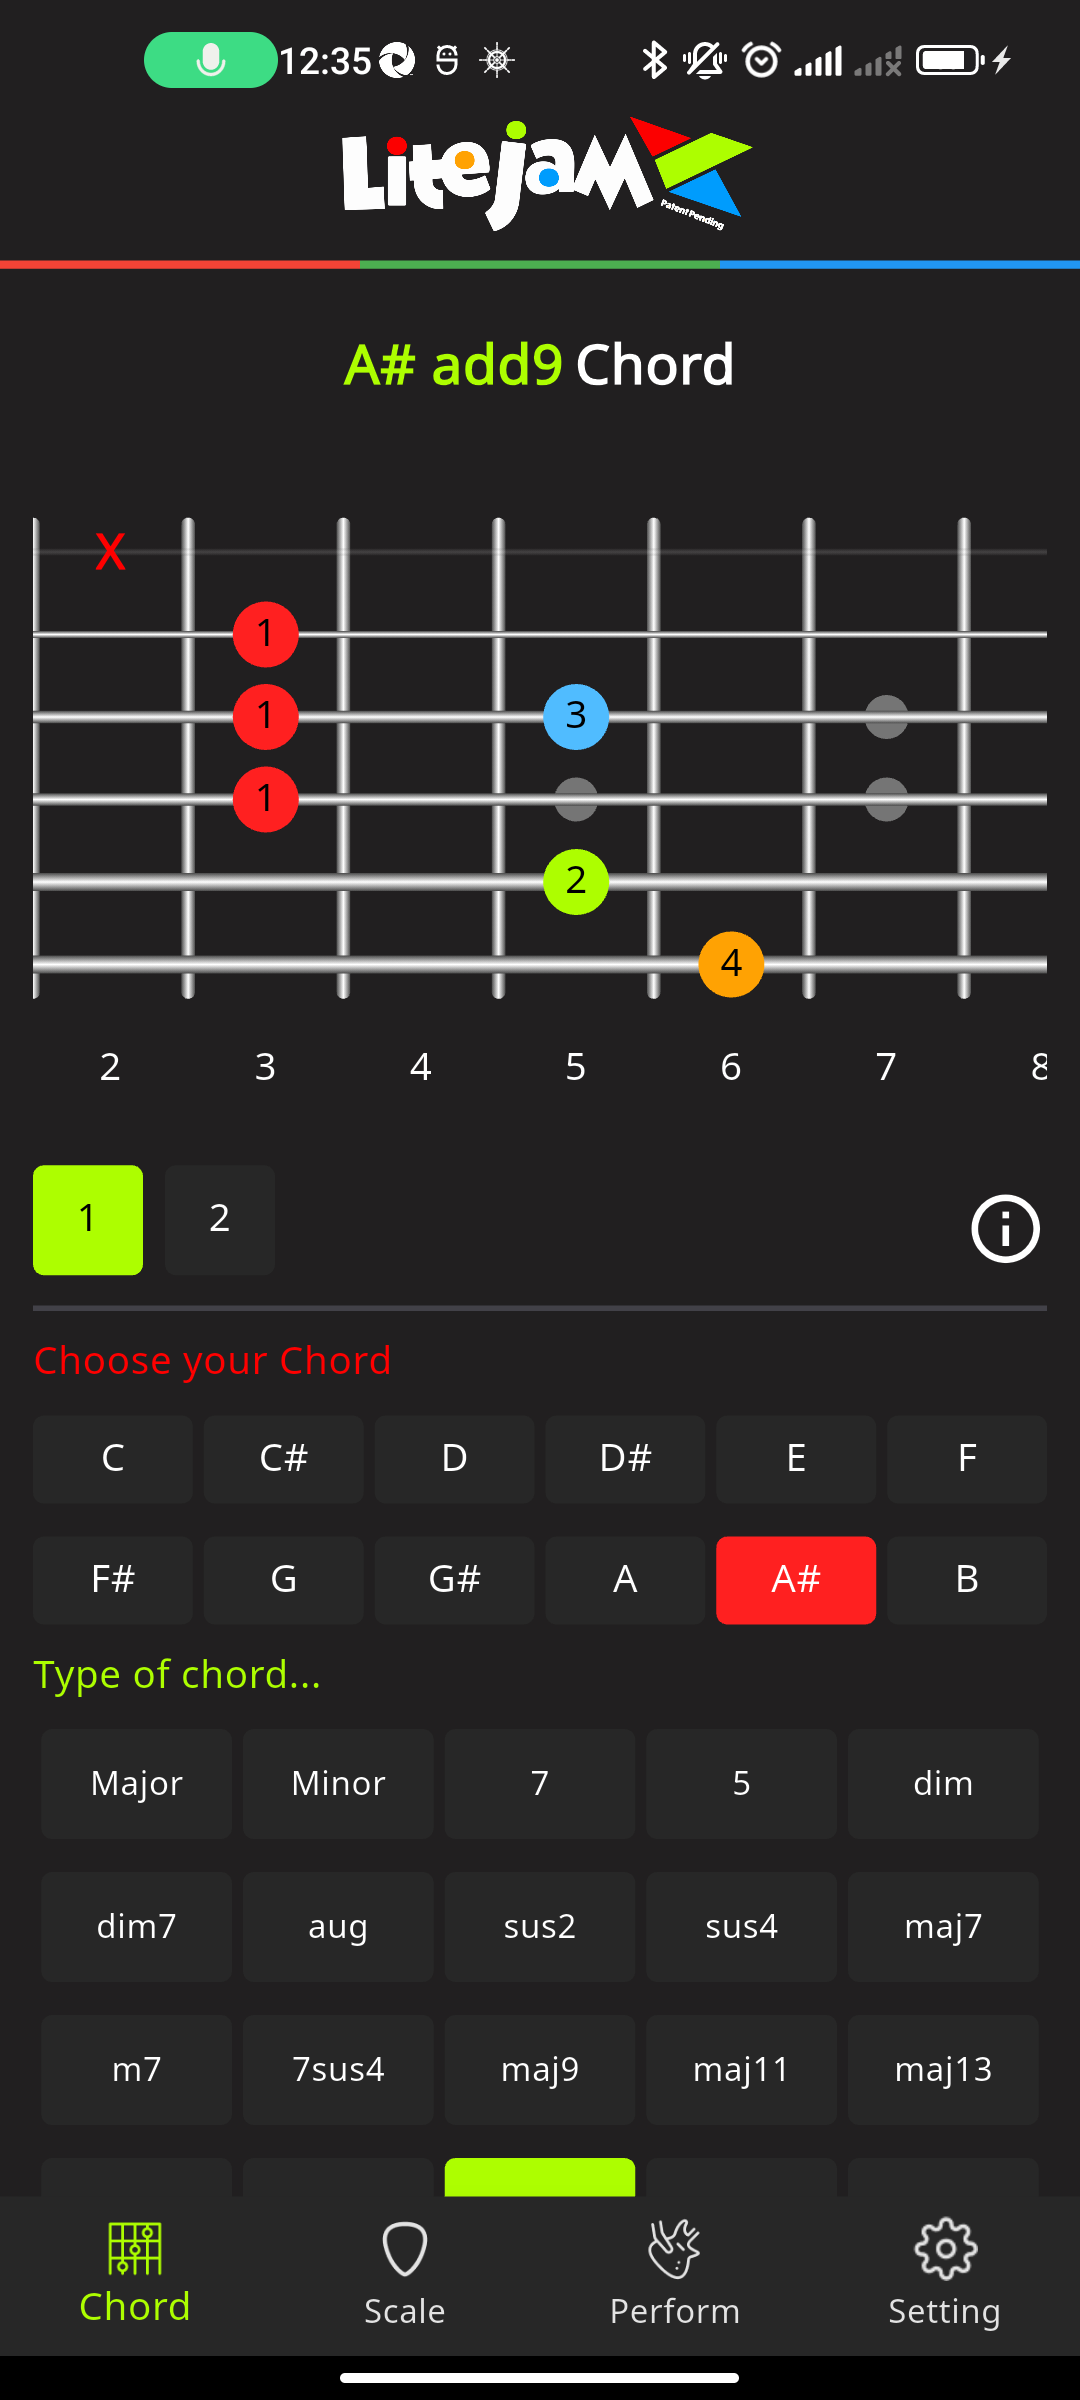 12:35
LiteJam
Patent Pending
A# add9 Chord
X
1
1 3
1
2
4
2 3 4 5 6 7 8
1 2
Choose your Chord
C C# D D# E F
F# G G# A A# B
Type of chord...
Major Minor 7 5 dim
dim7 aug sus2 sus4 maj7
m7 7sus4 maj9 maj11 maj13
Chord Scale Perform Setting